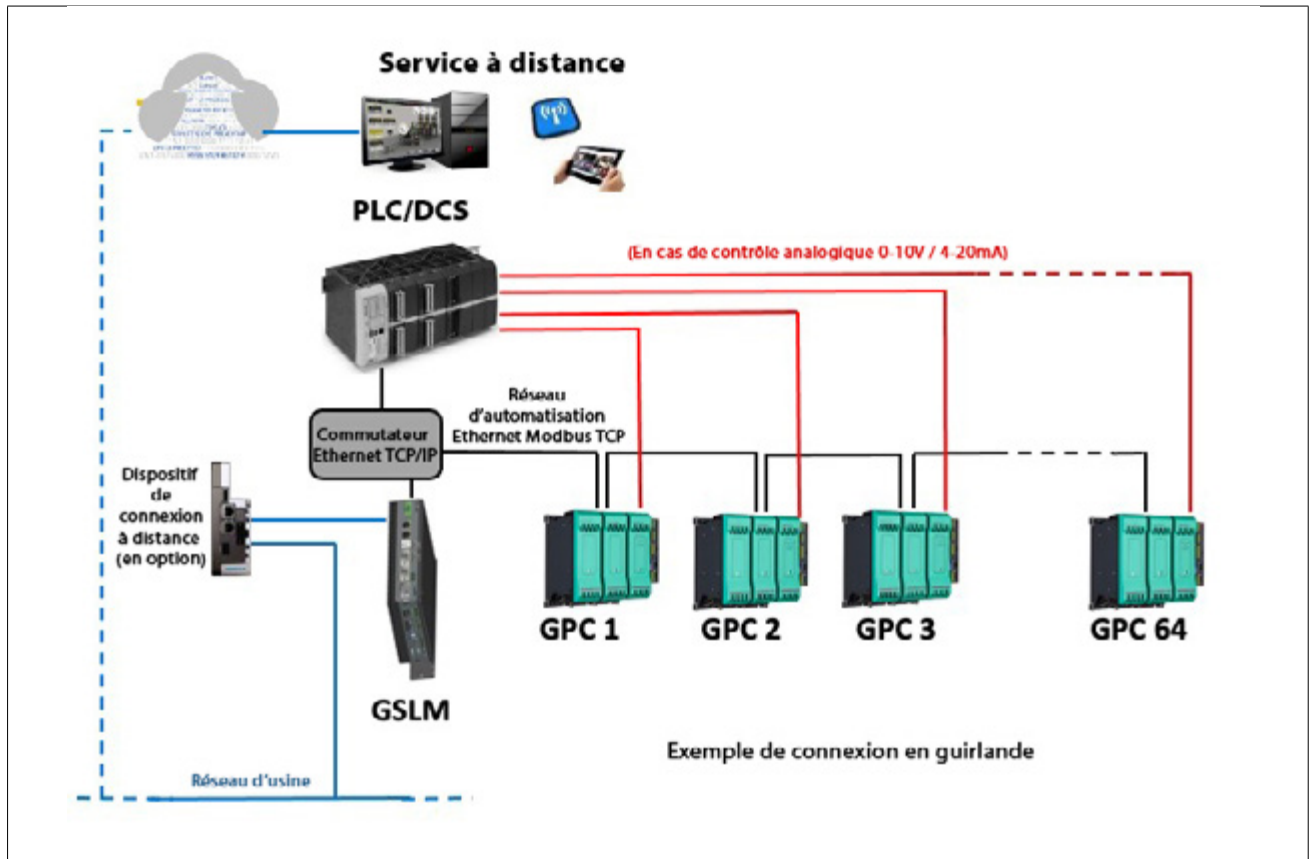 Service à distance
PLC/DCS
(En cas de contrôle analogique 0-10V / 4-20mA)
Réseau
d'automatisation
Ethernet Modbus TCP
Commutateur
Ethernet TCP/IP
Dispositif
de
connexion
à distance
(en option)
GPC 1
GPC 2
GPC 3
GPC 64
GSLM
Exemple de connexion en guirlande
Réseau d'usine